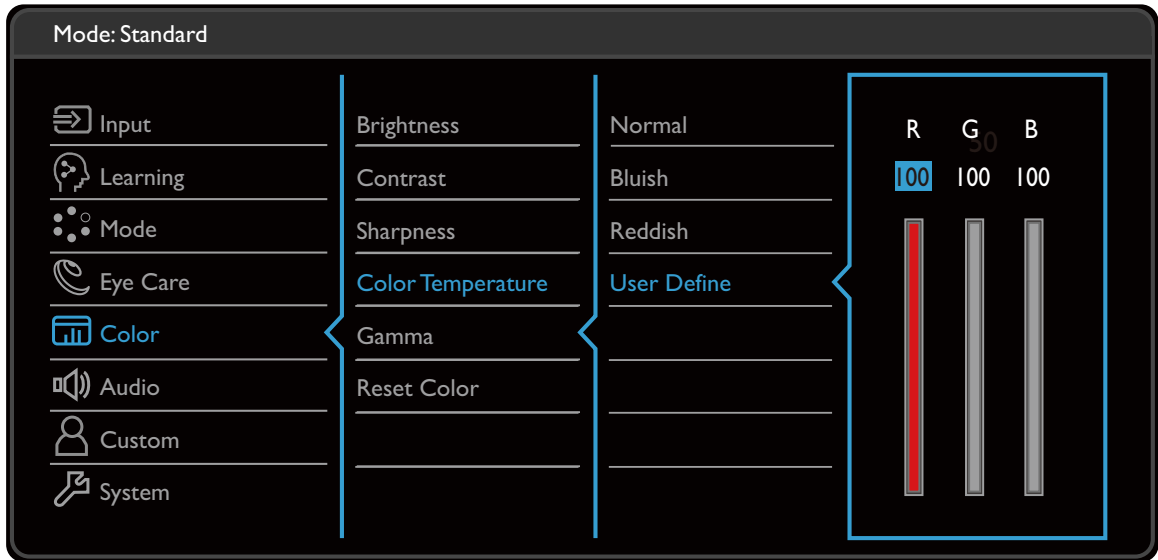 Mode: Standard
Input
Learning
Mode
Eye Care
Color
Audio
Custom
System
Brightness
Contrast
Sharpness
Color Temperature
Gamma
Reset Color
Normal
Bluish
Reddish
User Define
R G B
50
100 100 100